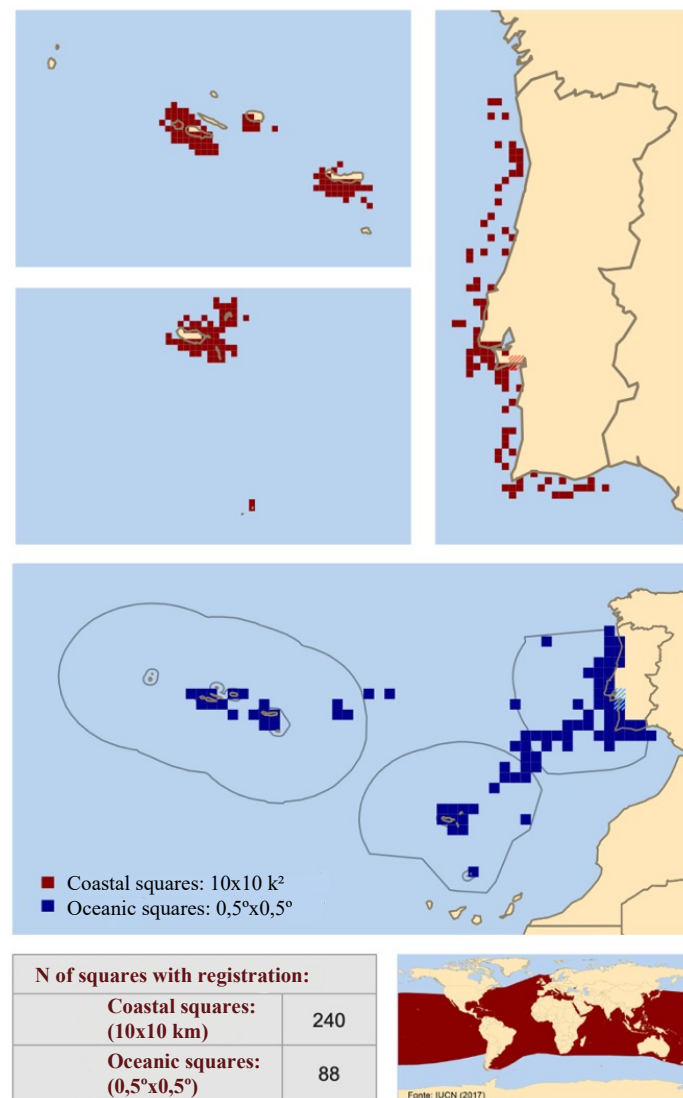 Coastal squares: 10x10 k²
Oceanic squares: 0,5ºx0,5º
N of squares with registration:
Coastal squares:
(10x10 km)
240
Oceanic squares:
(0,5ºx0,5º)
88
Fonte: IUCN (2017)